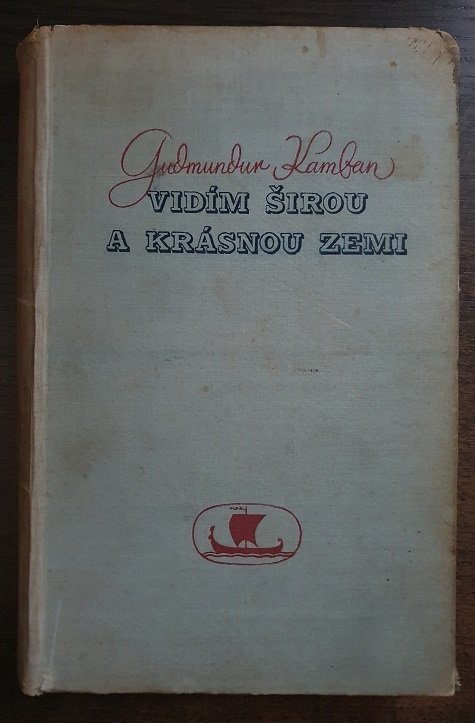 Gudmundur Kamban
VIDÍM ŠIROU
A KRÁSNOU ZEMI